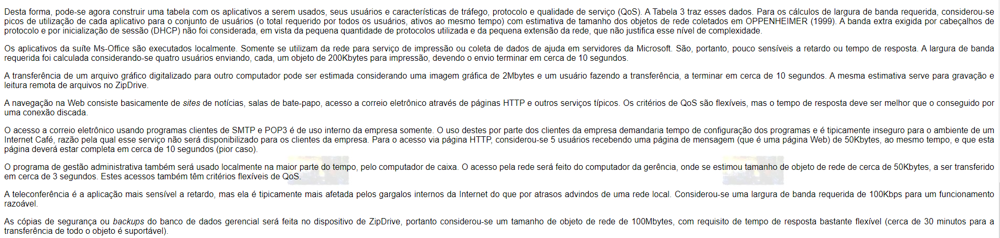 Desta forma, pode-se agora construir uma tabela com os aplicativos a serem usados, seus usuários e características de tráfego, protocolo e qualidade de serviço (QoS). A Tabela 3 traz esses dados. Para os cálculos de largura de banda requerida, considerou-se
picos de utilização de cada aplicativo para o conjunto de usuários (o total requerido por todos os usuários, ativos ao mesmo tempo) com estimativa de tamanho dos objetos de rede coletados em OPPENHEIMER (1999). A banda extra exigida por cabeçalhos de
protocolo e por inicialização de sessão (DHCP) não foi considerada, em vista da pequena quantidade de protocolos utilizada e da pequena extensão da rede, que não justifica esse nível de complexidade.
Os aplicativos da suíte Ms-Office são executados localmente. Somente se utilizam da rede para serviço de impressão ou coleta de dados de ajuda em servidores da Microsoft. São, portanto, pouco sensíveis a retardo ou tempo de resposta. A largura de banda
requerida foi calculada considerando-se quatro usuários enviando, cada, um objeto de 200Kbytes para impressão, devendo o envio terminar em cerca de 10 segundos.
A transferência de um arquivo gráfico digitalizado para outro computador pode ser estimada considerando uma imagem gráfica de 2Mbytes e um usuário fazendo a transferência, a terminar em cerca de 10 segundos. A mesma estimativa serve para gravação e
leitura remota de arquivos no ZipDrive.
A navegação na Web consiste basicamente de sites de notícias, salas de bate-papo, acesso a correio eletrônico através de páginas HTTP e outros serviços típicos. Os critérios de QoS são flexíveis, mas o tempo de resposta deve ser melhor que o conseguido por
uma conexão discada.
O acesso a correio eletrônico usando programas clientes de SMTP e POP3 é de uso interno da empresa somente. O uso destes por parte dos clientes da empresa demandaria tempo de configuração dos programas e é tipicamente inseguro para o ambiente de um
Internet Café, razão pela qual esse serviço não será disponibilizado para os clientes da empresa. Para o acesso via página HTTP, considerou-se 5 usuários recebendo uma página de mensagem (que é uma página Web) de 50Kbytes, ao mesmo tempo, e que esta
página deverá estar completa em cerca de 10 segundos (pior caso).
O programa de gestão administrativa também será usado localmente na maior parte do tempo, pelo computador de caixa. O acesso pela rede será feito do computador da gerência, onde se estimou tamanho de objeto de rede de cerca de 50Kbytes, a ser transferido
em cerca de 3 segundos. Estes acessos também têm critérios flexíveis de QoS.
A teleconferência é a aplicação mais sensível a retardo, mas ela é tipicamente mais afetada pelos gargalos internos da Internet do que por atrasos advindos de uma rede local. Considerou-se uma largura de banda requerida de 100Kbps para um funcionamento
razoável.
As cópias de segurança ou backups do banco de dados gerencial será feita no dispositivo de ZipDrive, portanto considerou-se um tamanho de objeto de rede de 100Mbytes, com requisito de tempo de resposta bastante flexível (cerca de 30 minutos para a
transferência de todo o objeto é suportável).